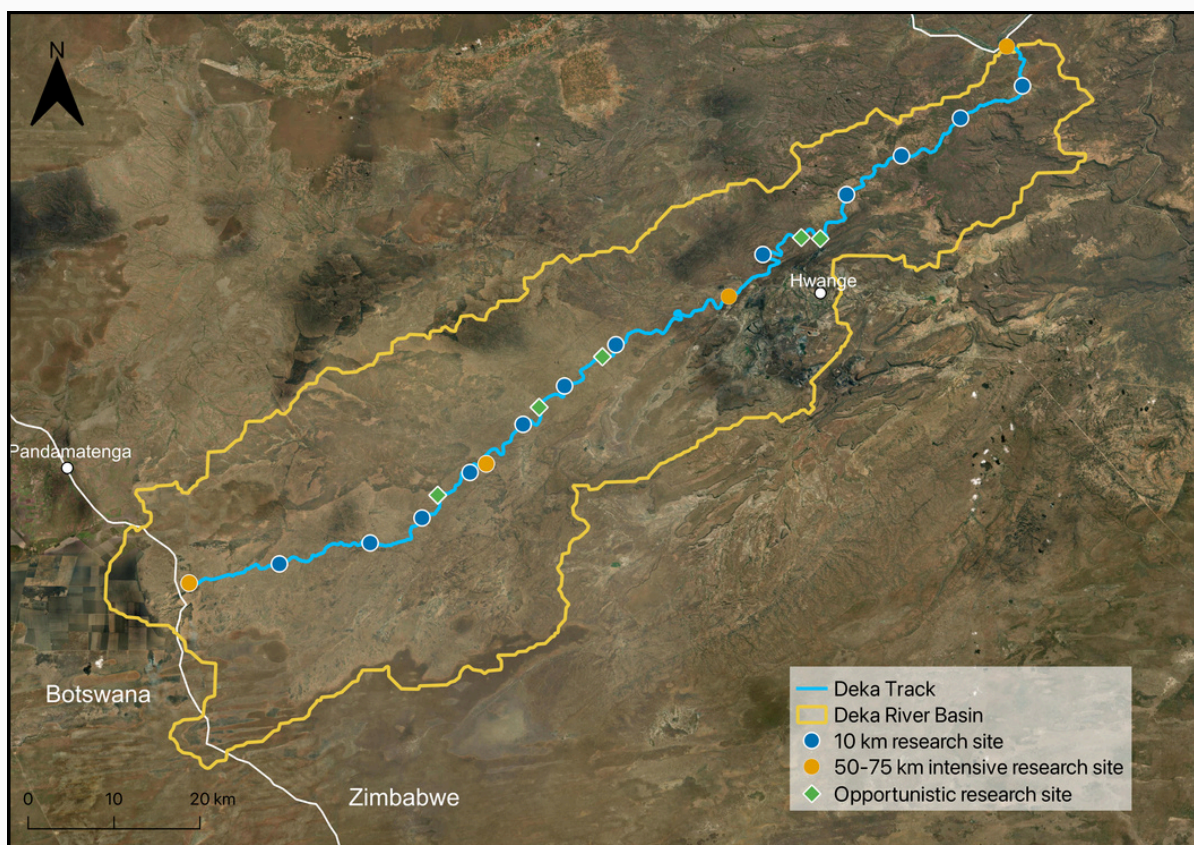 N
Hwange
Pandamatenga
Botswana
Zimbabwe
Deka Track
Deka River Basin
10 km research site
50-75 km intensive research site
Opportunistic research site
0 10 20 km